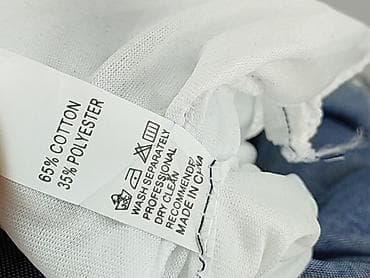 65% COTTON
35% POLYESTER
WASH SEPARATELY
PROFESSIONAL
DRY CLEAN
RECOMMENDED
MADE IN CHINA